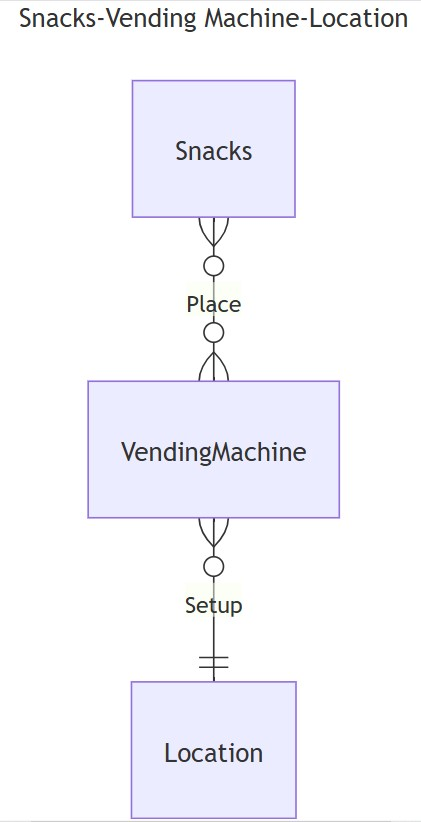 Snacks-Vending Machine-Location
Snacks
Place
VendingMachine
Setup
Location